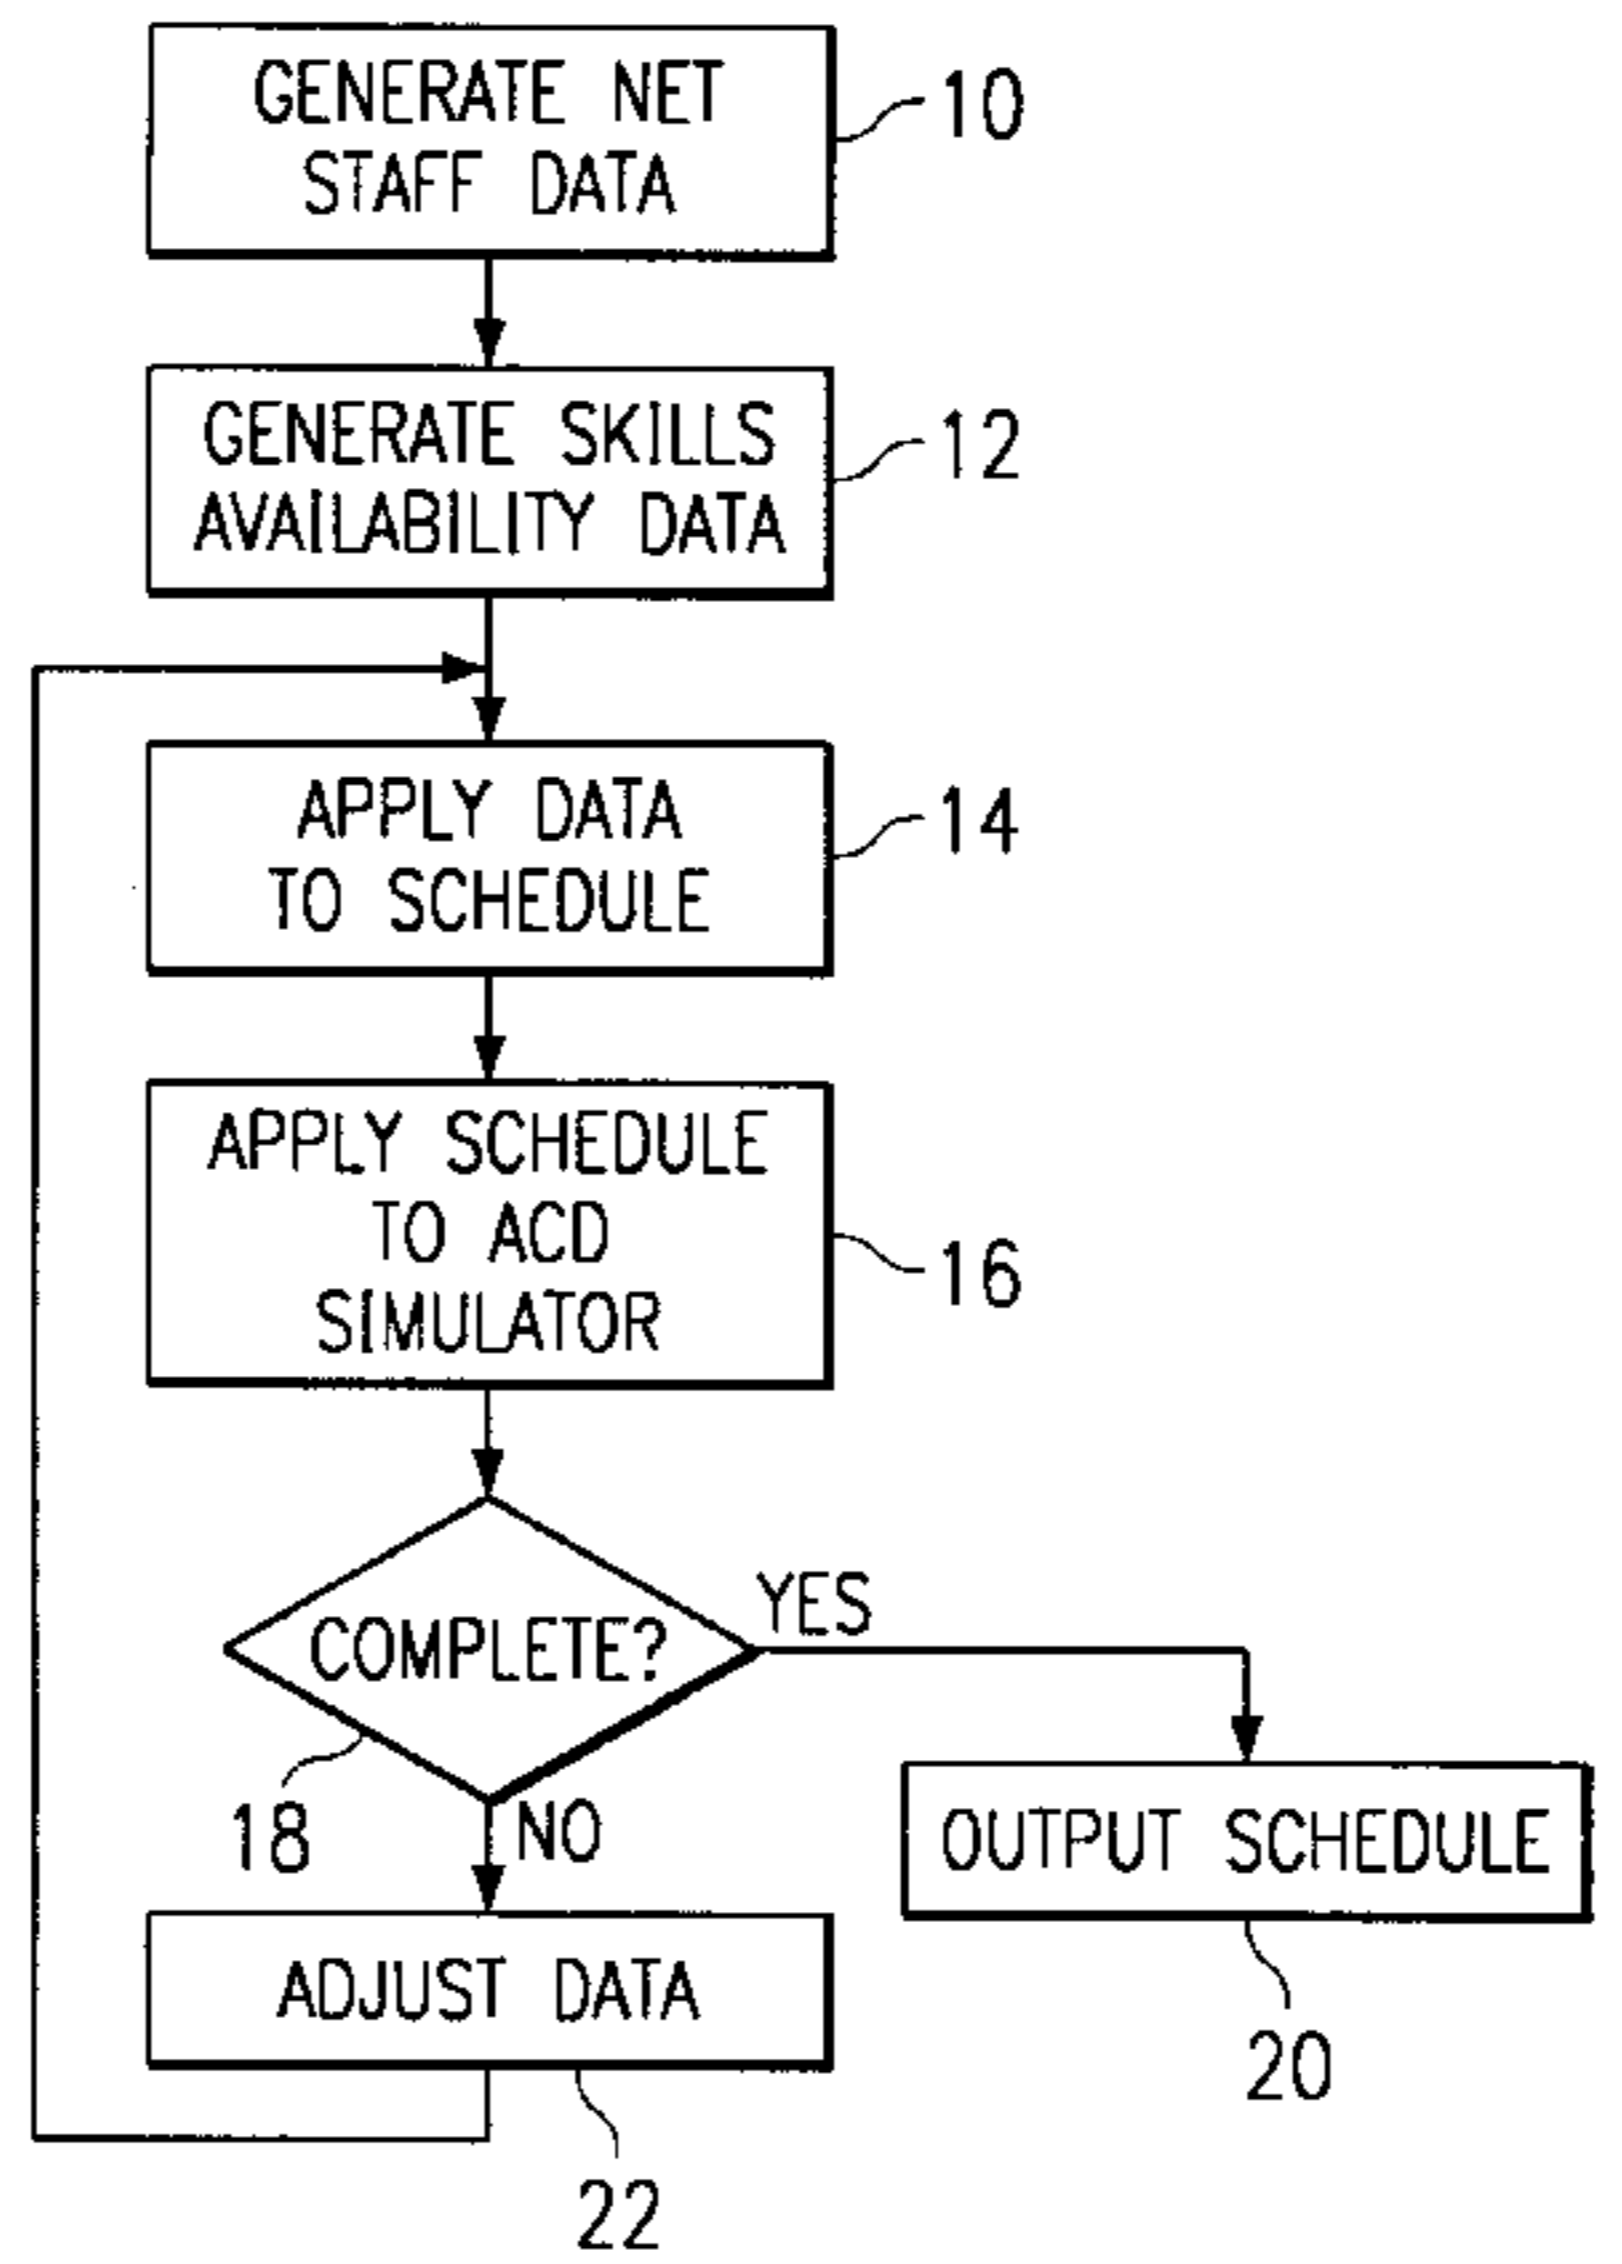 GENERATE NET
STAFF DATA
10
GENERATE SKILLS
AVAILABILITY DATA
12
APPLY DATA
TO SCHEDULE
14
APPLY SCHEDULE
TO ACD
SIMULATOR
16
COMPLETE?
YES
18
NO
OUTPUT SCHEDULE
20
ADJUST DATA
22